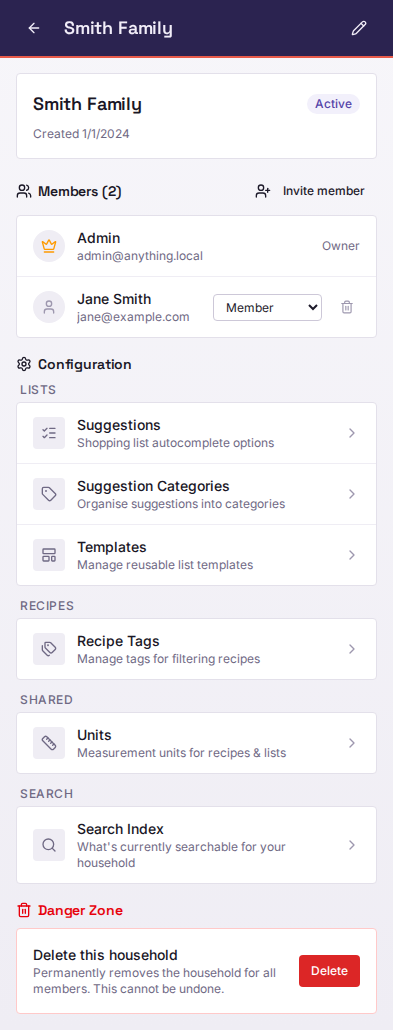 Smith Family
Smith Family
Active
Created 1/1/2024
Members (2)
Invite member
Admin
admin@anything.local
Owner
Jane Smith
jane@example.com
Member
Configuration
LISTS
Suggestions
Shopping list autocomplete options
Suggestion Categories
Organise suggestions into categories
Templates
Manage reusable list templates
RECIPES
Recipe Tags
Manage tags for filtering recipes
SHARED
Units
Measurement units for recipes & lists
SEARCH
Search Index
What's currently searchable for your
household
Danger Zone
Delete this household
Permanently removes the household for all
members. This cannot be undone.
Delete